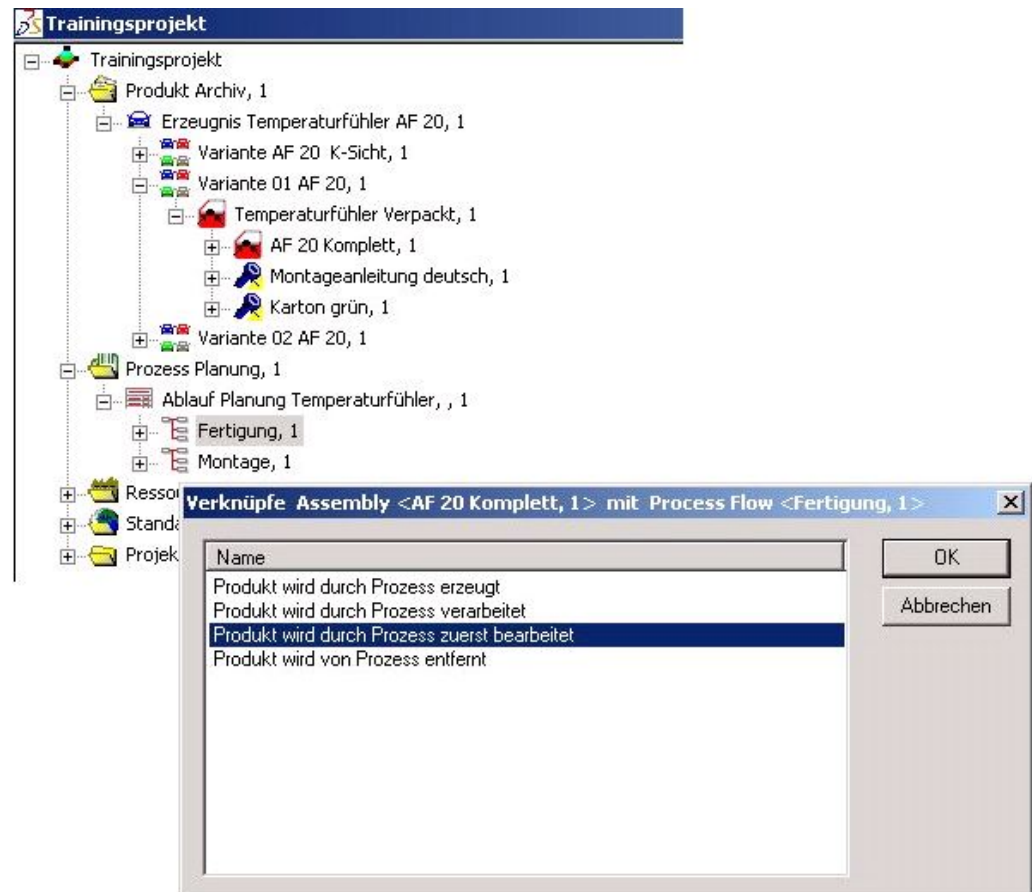 Trainingsprojekt
Trainingsprojekt
Produkt Archiv, 1
Erzeugnis Temperaturfühler AF 20, 1
Variante AF 20 K-Sicht, 1
Variante 01 AF 20, 1
Temperaturfühler Verpackt, 1
AF 20 Komplett, 1
Montageanleitung deutsch, 1
Karton grün, 1
Variante 02 AF 20, 1
Prozess Planung, 1
Ablauf Planung Temperaturfühler, , 1
Fertigung, 1
Montage, 1
Verknüpfe Assembly <AF 20 Komplett, 1> mit Process Flow <Fertigung, 1>
Name
OK
Produkt wird durch Prozess erzeugt
Produkt wird durch Prozess verarbeitet
Abbrechen
Produkt wird durch Prozess zuerst bearbeitet
Produkt wird von Prozess entfernt